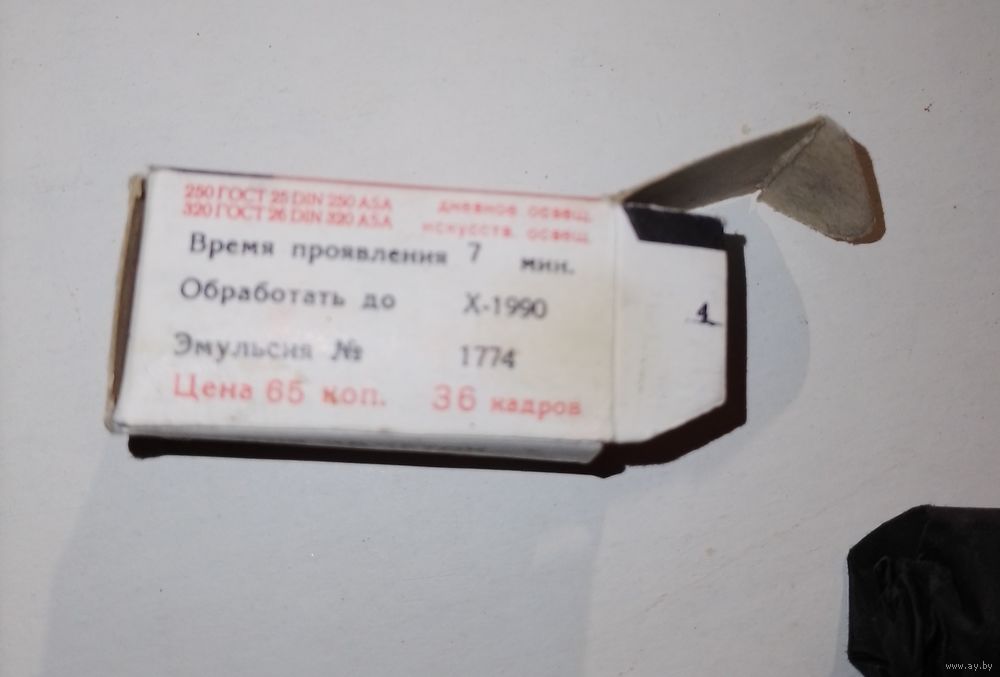 250 ГОСТ 25 DIN 250 ASA дневное освещ.
320 ГОСТ 26 DIN 320 ASA искусств. освещ.
Время проявления 7 мин.
Обработать до X-1990
Эмульсия № 1774
Цена 65 коп. 36 кадров
1
www.ay.by